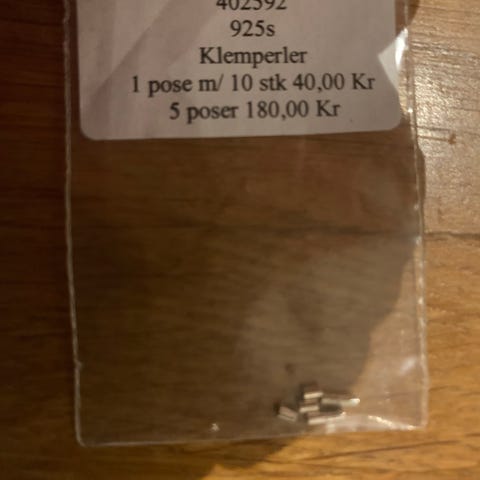 402592
925s
Klemperler
1 pose m/ 10 stk 40,00 Kr
5 poser 180,00 Kr